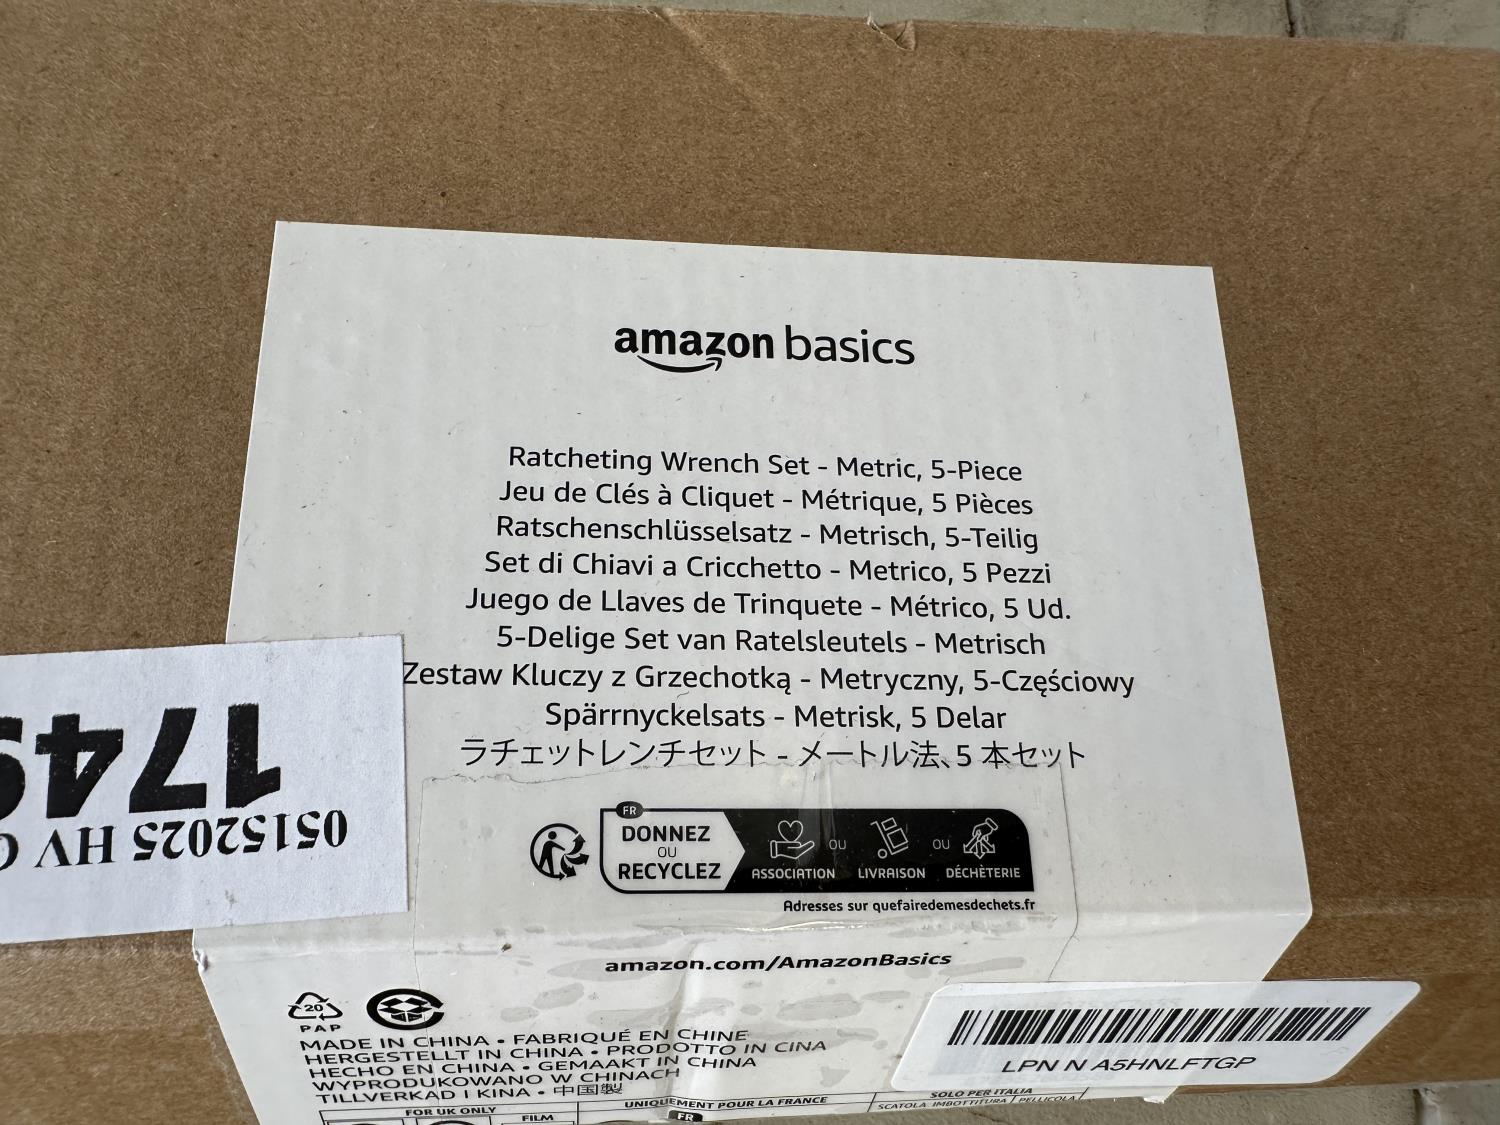 amazon basics
Ratcheting Wrench Set - Metric, 5-Piece
Jeu de Clés à Cliquet - Métrique, 5 Pièces
Ratschenschlüsselsatz - Metrisch, 5-Teilig
Set di Chiavi a Cricchetto - Metrico, 5 Pezzi
Juego de Llaves de Trinquete - Métrico, 5 Ud.
5-Delige Set van Ratelsleutels - Metrisch
Zestaw Kluczy z Grzechotką - Metryczny, 5-Częściowy
Spärrnyckelsats - Metrisk, 5 Delar
ラチェットレンチセット - メートル法、5 本セット
05152025 HV
1749
FR
DONNEZ
OU
RECYCLEZ
ASSOCIATION OU LIVRAISON OU DÉCHÈTERIE
Adresses sur quefairedemesdechets.fr
amazon.com/AmazonBasics
20
PAP
MADE IN CHINA • FABRIQUÉ EN CHINE
HERGESTELLT IN CHINA • PRODOTTO IN CINA
HECHO EN CHINA • GEMAAKT IN CHINA
WYPRODUKOWANO W CHINACH
TILLVERKAD I KINA • 中国製
LPN N A5HNLFTGP
FOR UK ONLY
FILM
UNIQUEMENT POUR LA FRANCE
FR
SOLO PER ITALIA
SCATOLA IMBOTTITURA PELLICOLA